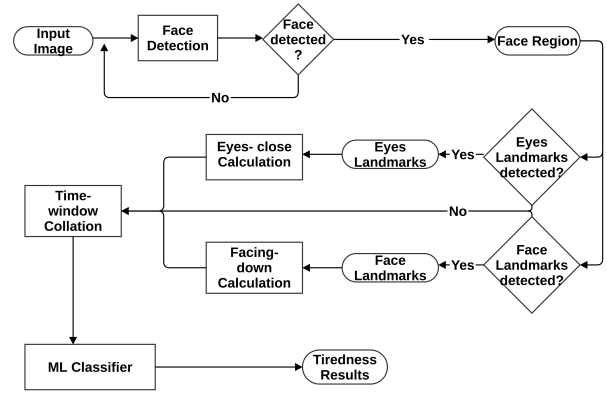 Input
Image
Face
Detection
Face
detected
?
Yes
Face Region
No
Eyes- close
Calculation
Eyes
Landmarks
Yes
Eyes
Landmarks
detected?
Time-
window
Collation
No
Facing-
down
Calculation
Face
Landmarks
Yes
Face
Landmarks
detected?
ML Classifier
Tiredness
Results